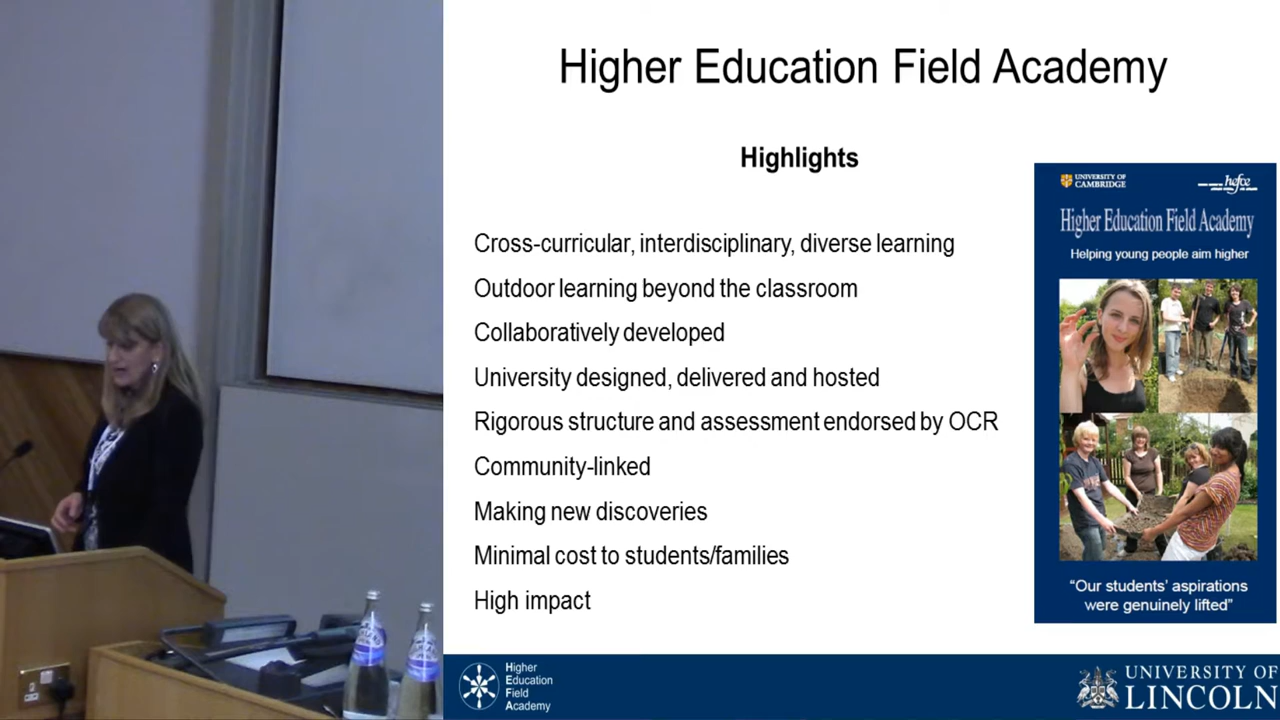 Higher Education Field Academy
Highlights
Cross-curricular, interdisciplinary, diverse learning
Outdoor learning beyond the classroom
Collaboratively developed
University designed, delivered and hosted
Rigorous structure and assessment endorsed by OCR
Community-linked
Making new discoveries
Minimal cost to students/families
High impact
UNIVERSITY OF
CAMBRIDGE
hefce
Higher Education Field Academy
Helping young people aim higher
“Our students’ aspirations
were genuinely lifted”
H E F A
Higher
Education
Field
Academy
UNIVERSITY OF
LINCOLN